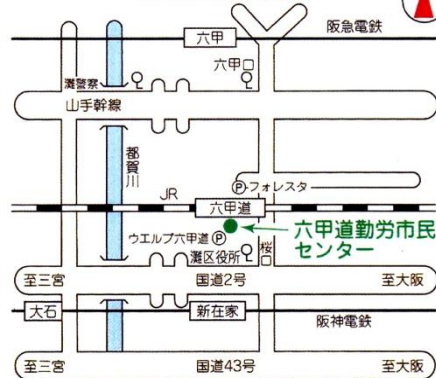 六甲
阪急電鉄
六甲口
灘警察
山手幹線
都賀川
JR
Ⓟフォレスタ
六甲道
六甲道勤労市民
センター
ウエルブ六甲道Ⓟ
灘区役所
桜口
至三宮
国道2号
至大阪
大石
新在家
阪神電鉄
至三宮
国道43号
至大阪